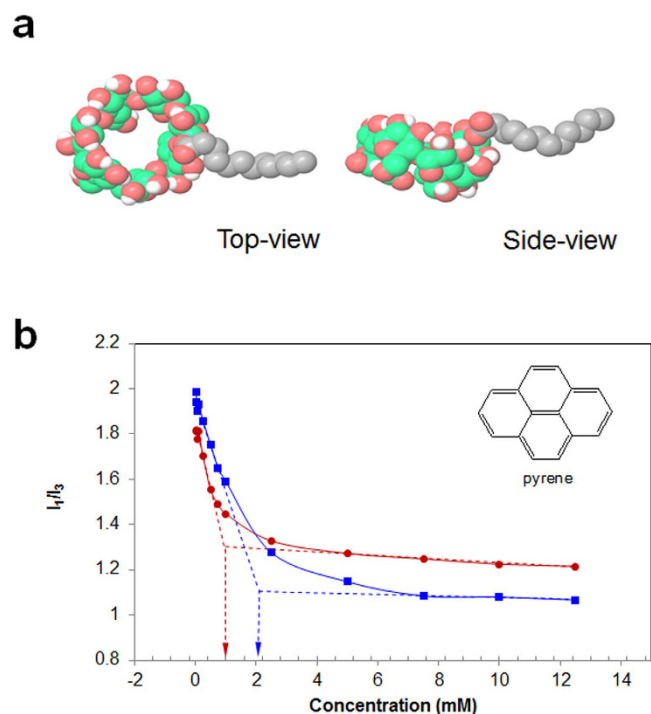 a
Top-view
Side-view
b
2.2
2
1.8
1.6
1.4
1.2
1
0.8
I₁/I₃
pyrene
-2 0 2 4 6 8 10 12 14
Concentration (mM)